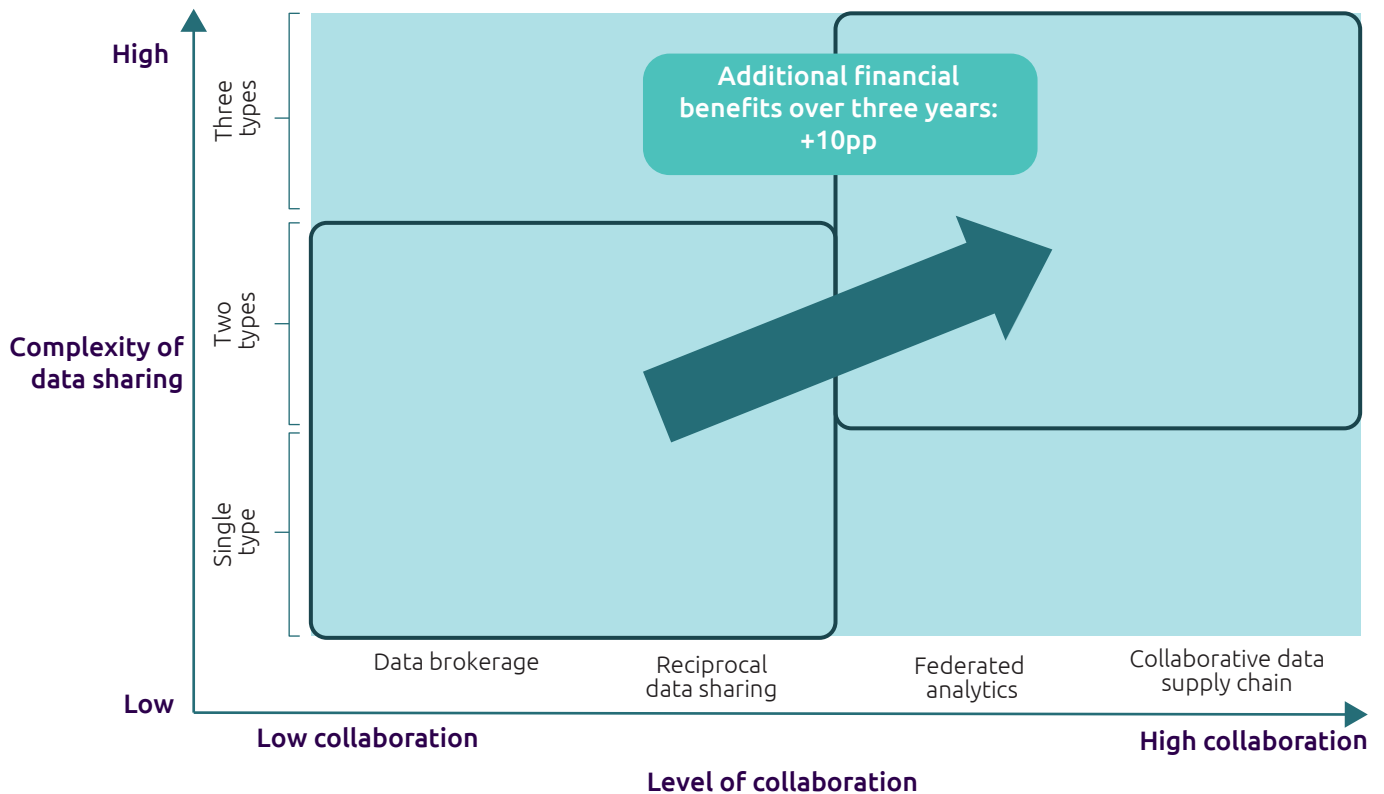 High
Three
types
Additional financial
benefits over three years:
+10pp
Two
types
Complexity of
data sharing
Single
type
Data brokerage
Reciprocal
data sharing
Federated
analytics
Collaborative data
supply chain
Low
Low collaboration
High collaboration
Level of collaboration